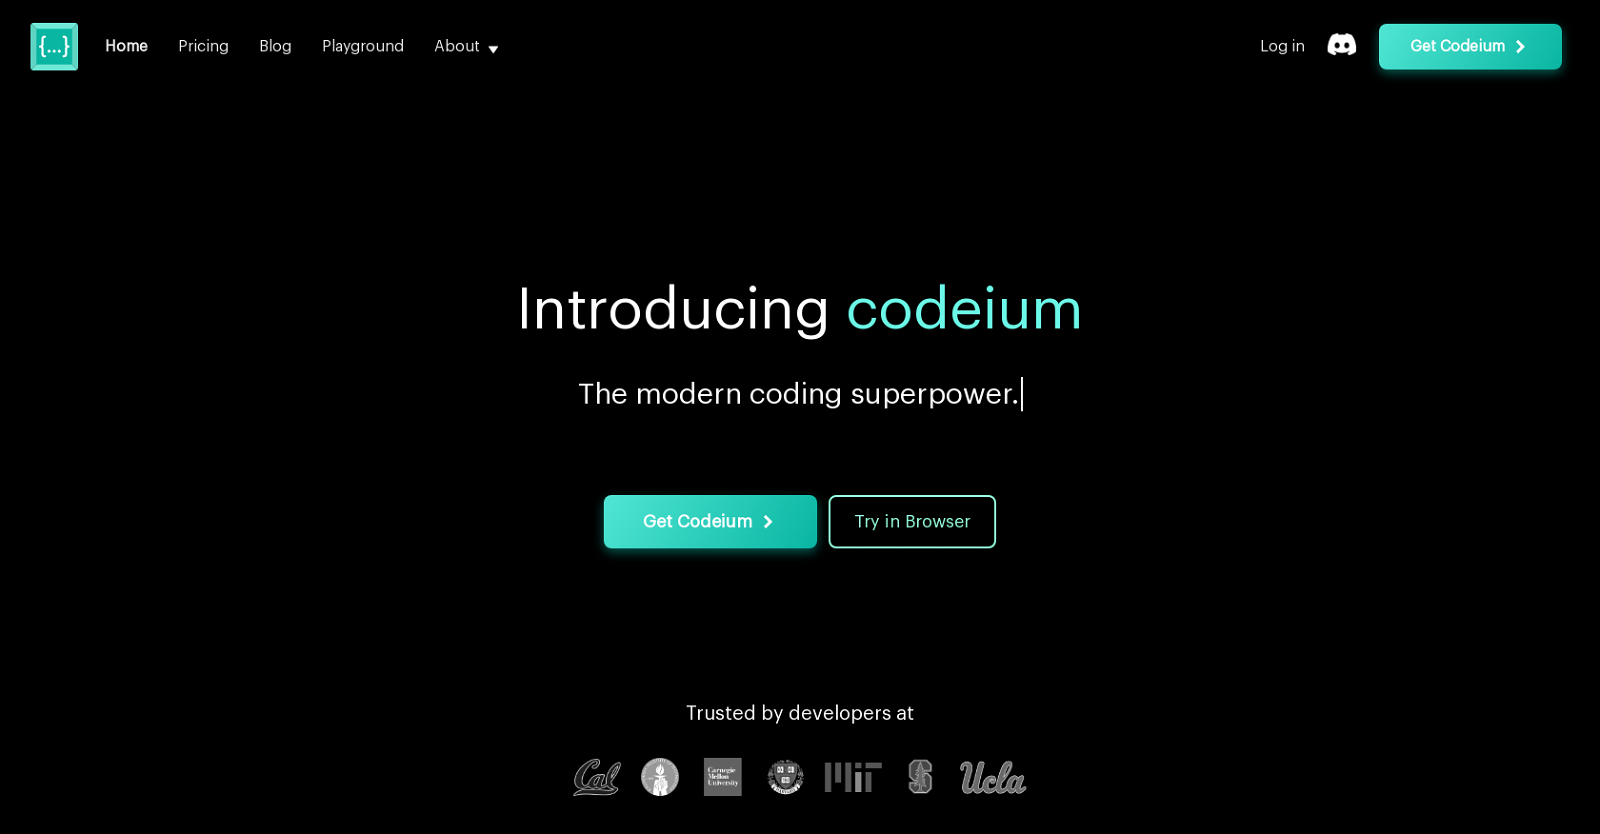 {...} Home Pricing Blog Playground About Log in Get Codeium
Introducing codeium
The modern coding superpower.
Get Codeium Try in Browser
Trusted by developers at
Cal Carnegie Mellon University MIT S Ucla